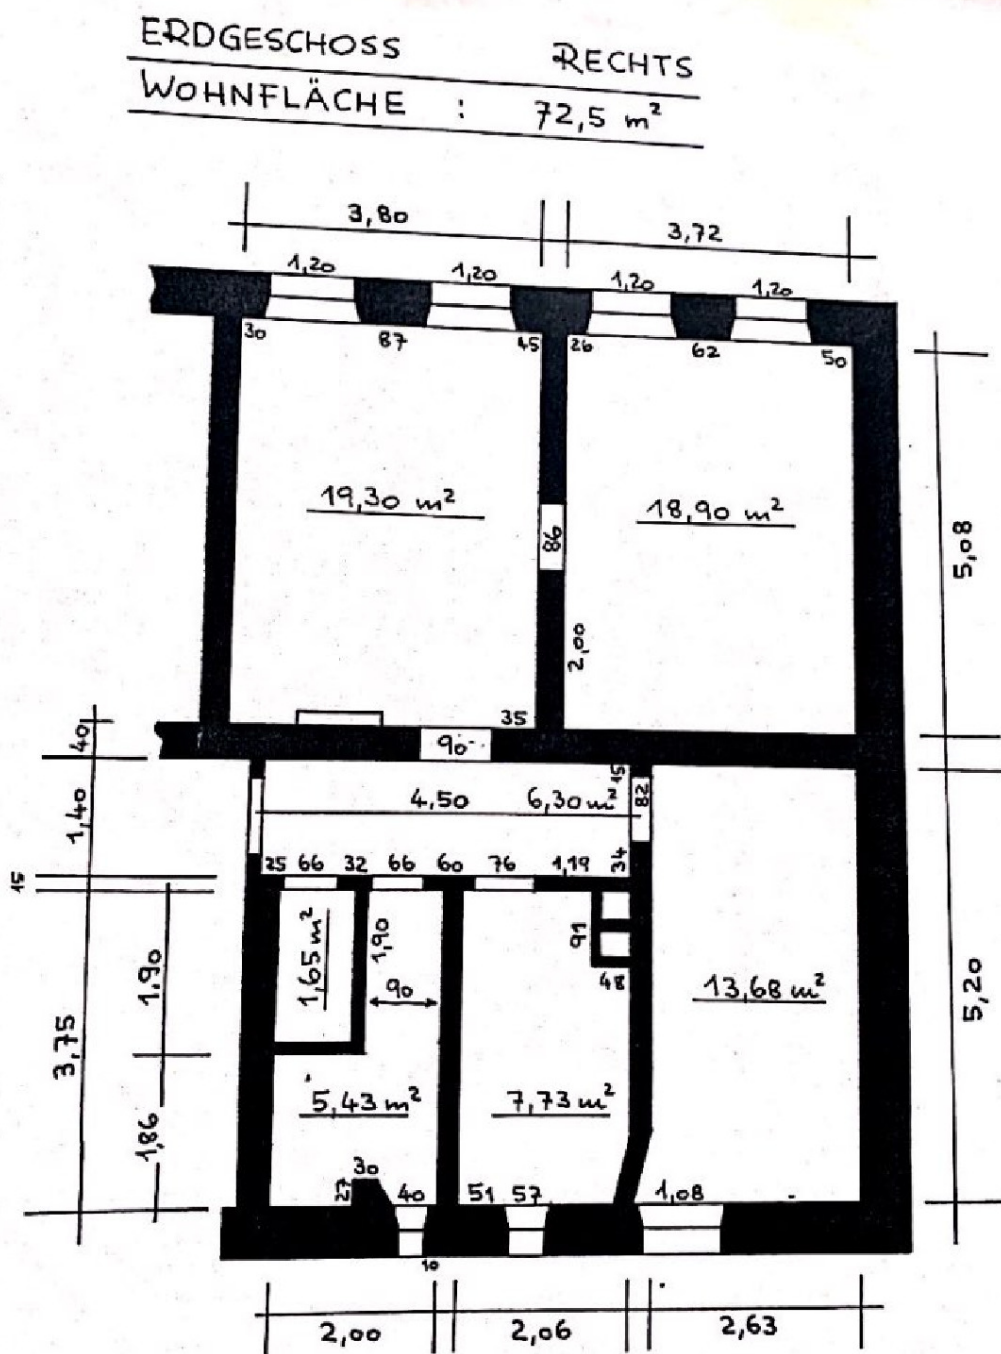 ERDGESCHOSS RECHTS
WOHNFLÄCHE : 72,5 m²
3,80
3,72
1,20 1,20 1,20 1,20
30 87 45 26 62 50
19,30 m²
18,90 m²
86
5,08
2,00
35
90
40
4,50 6,30 m²
15
82
1,40
34
25 66 32 66 60 76 1,19
15
1,65 m²
1,90
90
91
48
13,68 m²
1,90
3,75
5,20
5,43 m²
7,73 m²
1,86
30
27
40 51 57 1,08
10
2,00 2,06 2,63